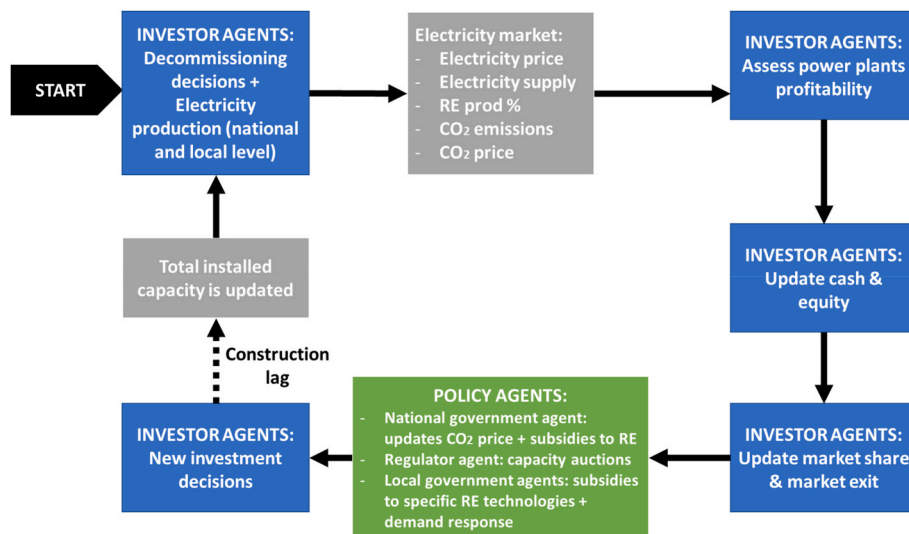 START
INVESTOR AGENTS:
Decommissioning
decisions +
Electricity
production (national
and local level)
Electricity market:
- Electricity price
- Electricity supply
- RE prod %
- CO₂ emissions
- CO₂ price
INVESTOR AGENTS:
Assess power plants
profitability
INVESTOR AGENTS:
Update cash &
equity
INVESTOR AGENTS:
Update market share
& market exit
POLICY AGENTS:
- National government agent:
updates CO₂ price + subsidies to RE
- Regulator agent: capacity auctions
- Local government agents: subsidies
to specific RE technologies +
demand response
INVESTOR AGENTS:
New investment
decisions
Construction
lag
Total installed
capacity is updated